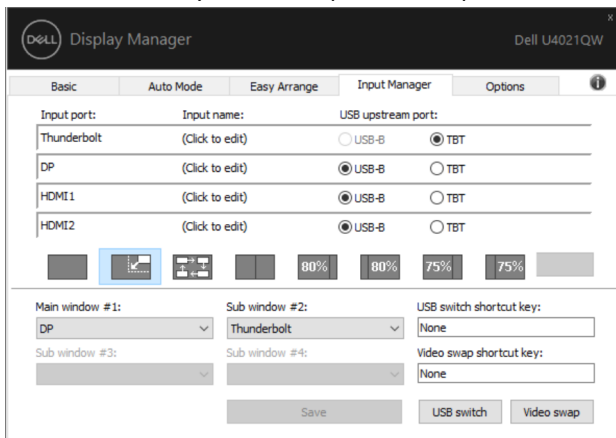 DELL Display Manager Dell U4021QW
Basic Auto Mode Easy Arrange Input Manager Options
Input port: Input name: USB upstream port:
Thunderbolt (Click to edit) USB-B TBT
DP (Click to edit) USB-B TBT
HDMI1 (Click to edit) USB-B TBT
HDMI2 (Click to edit) USB-B TBT
80% 80% 75% 75%
Main window #1: Sub window #2: USB switch shortcut key:
DP Thunderbolt None
Sub window #3: Sub window #4: Video swap shortcut key:
None
Save USB switch Video swap